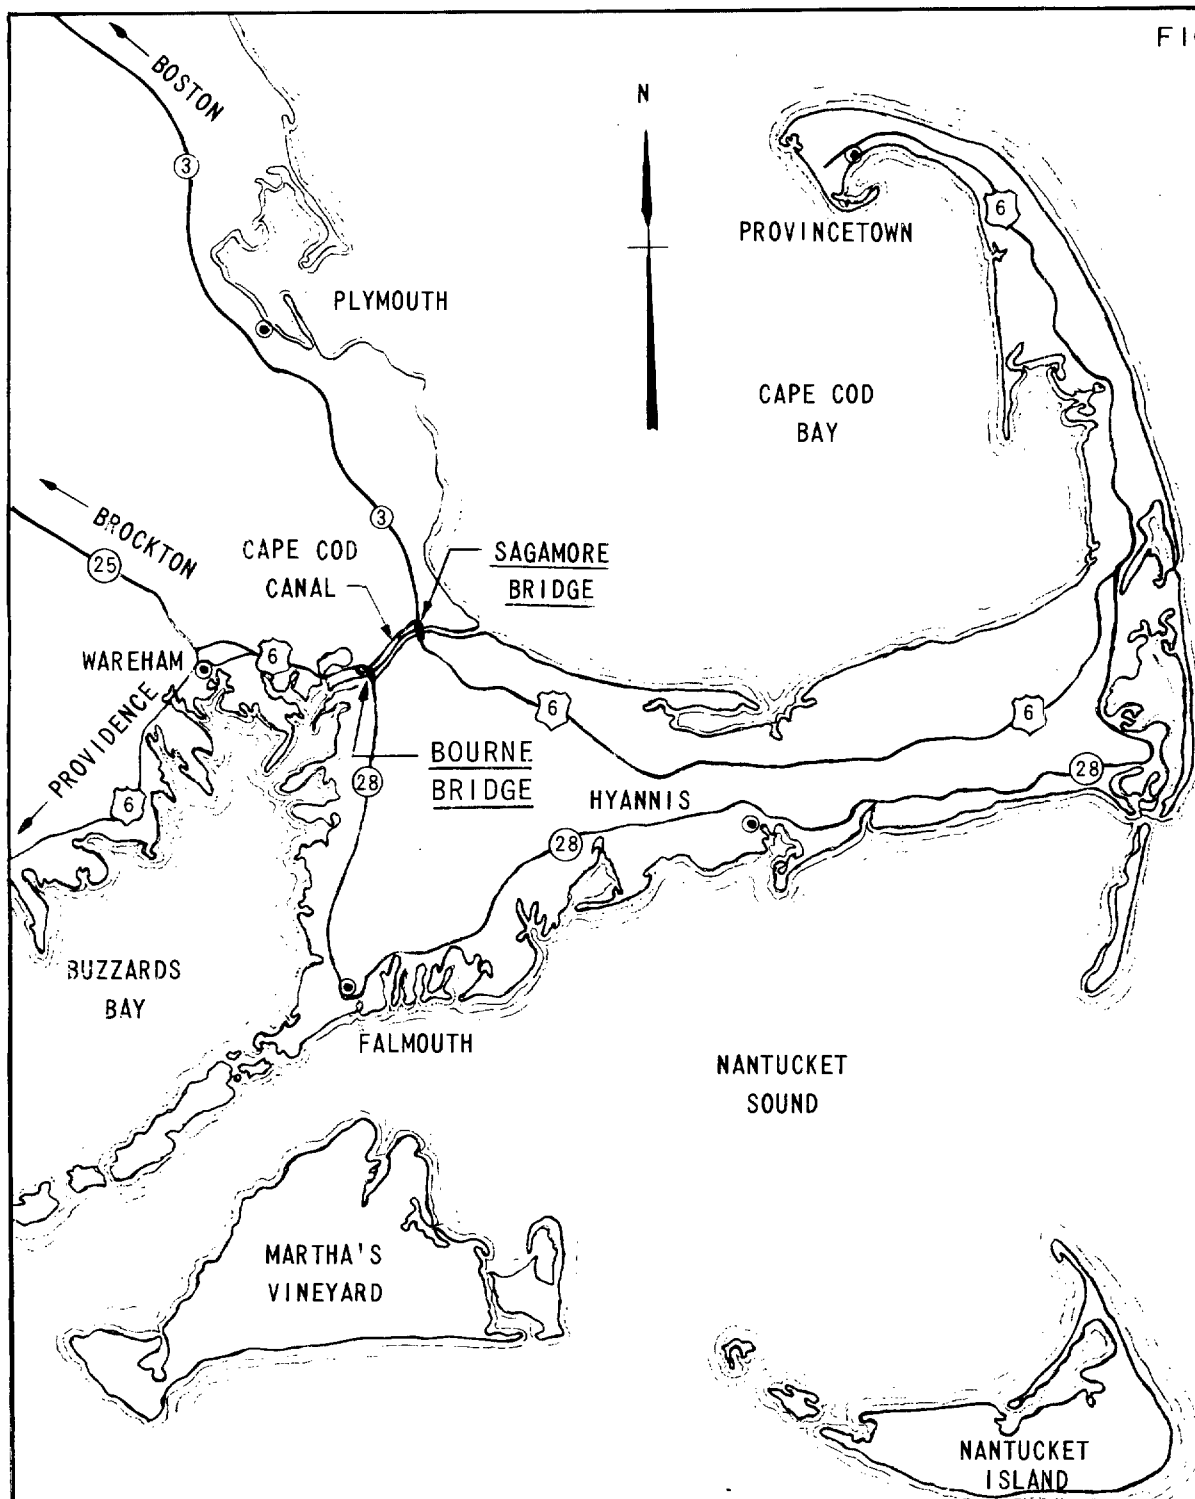 FI
BOSTON
N
3
6
PROVINCETOWN
PLYMOUTH
CAPE COD
BAY
BROCKTON
3
CAPE COD
CANAL
SAGAMORE
BRIDGE
25
WAREHAM
6
PROVIDENCE
6
6
BOURNE
BRIDGE
28
28
6
HYANNIS
28
BUZZARDS
BAY
FALMOUTH
NANTUCKET
SOUND
MARTHA'S
VINEYARD
NANTUCKET
ISLAND